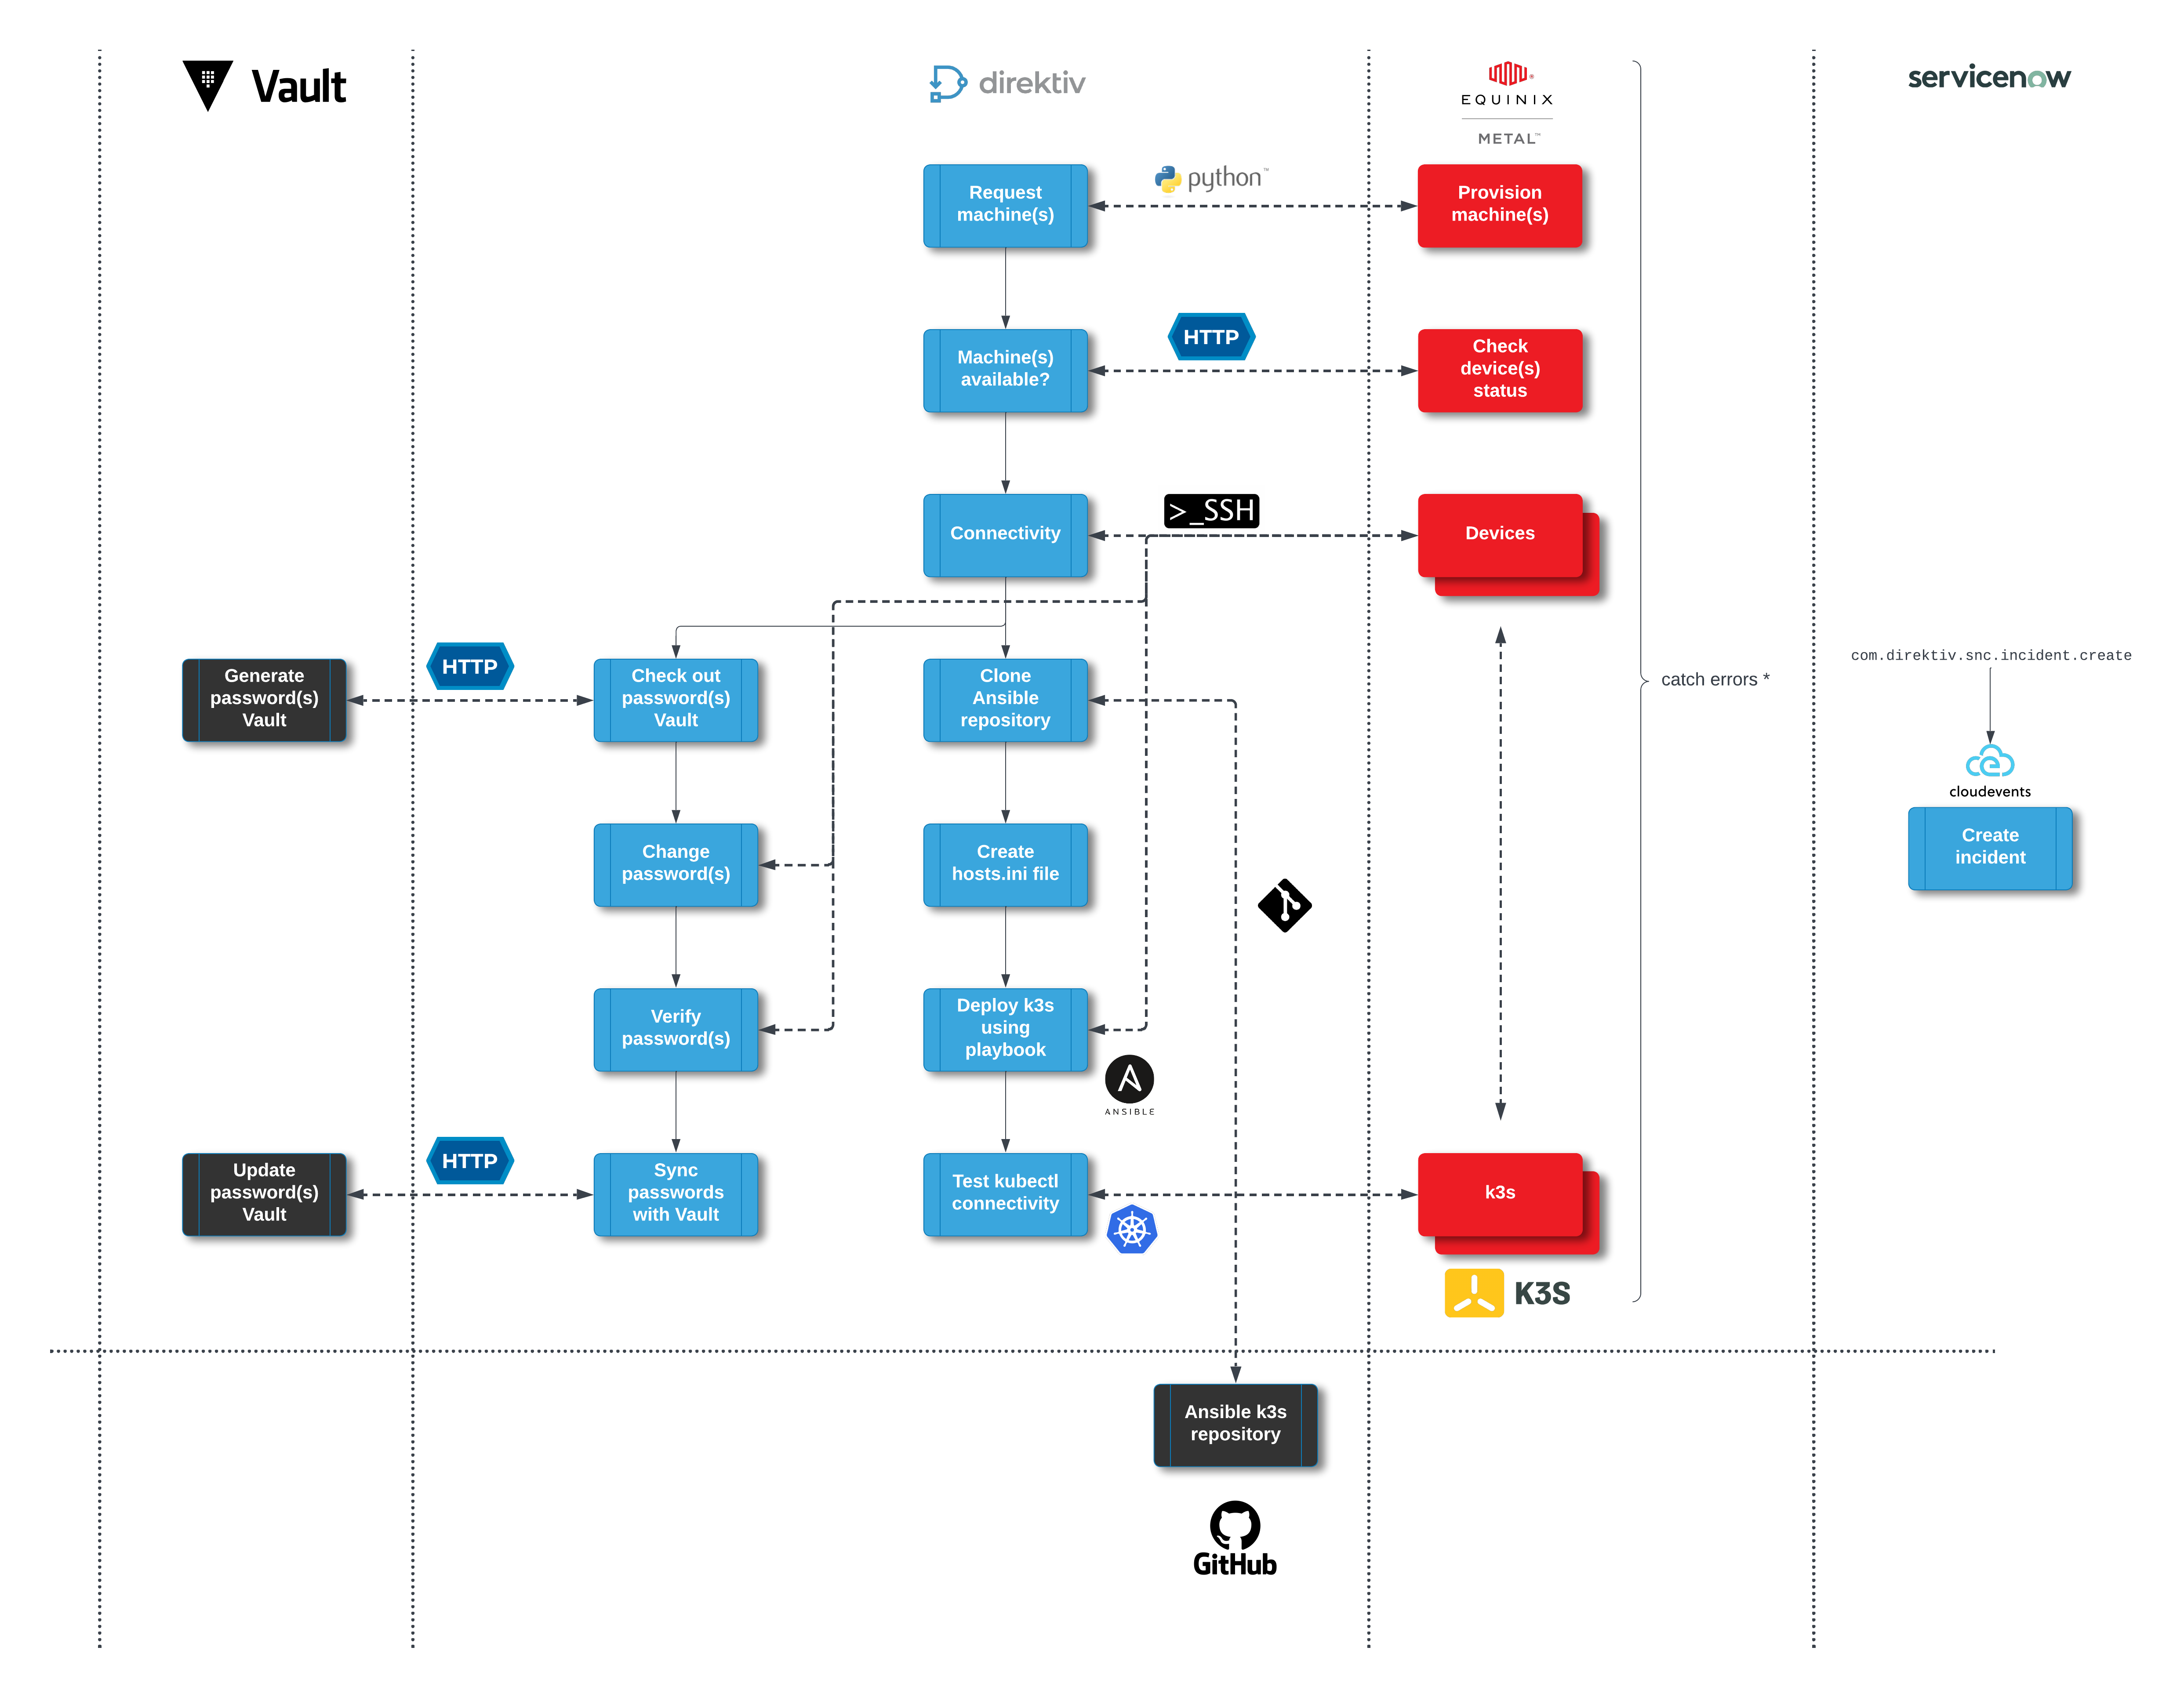 Vault
direktiv
EQUINIX
METAL™
servicenow
Request
machine(s)
python™
Provision
machine(s)
Machine(s)
available?
HTTP
Check
device(s)
status
Connectivity
>_SSH
Devices
Generate
password(s)
Vault
HTTP
Check out
password(s)
Vault
Clone
Ansible
repository
catch errors *
com.direktiv.snc.incident.create
cloudevents
Create
incident
Change
password(s)
Create
hosts.ini file
Verify
password(s)
Deploy k3s
using
playbook
ANSIBLE
Update
password(s)
Vault
HTTP
Sync
passwords
with Vault
Test kubectl
connectivity
k3s
K3S
Ansible k3s
repository
GitHub